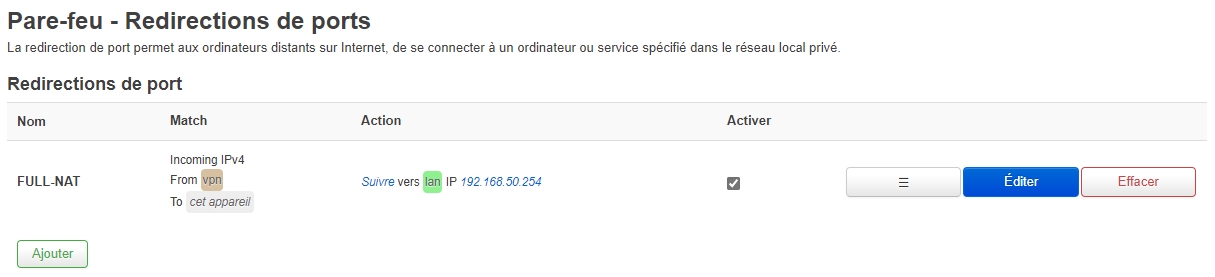 Pare-feu - Redirections de ports
La redirection de port permet aux ordinateurs distants sur Internet, de se connecter à un ordinateur ou service spécifié dans le réseau local privé.
Redirections de port
Nom Match Action Activer
Incoming IPv4
FULL-NAT From vpn Suivre vers lan IP 192.168.50.254 ☰ Éditer Effacer
To cet appareil
Ajouter